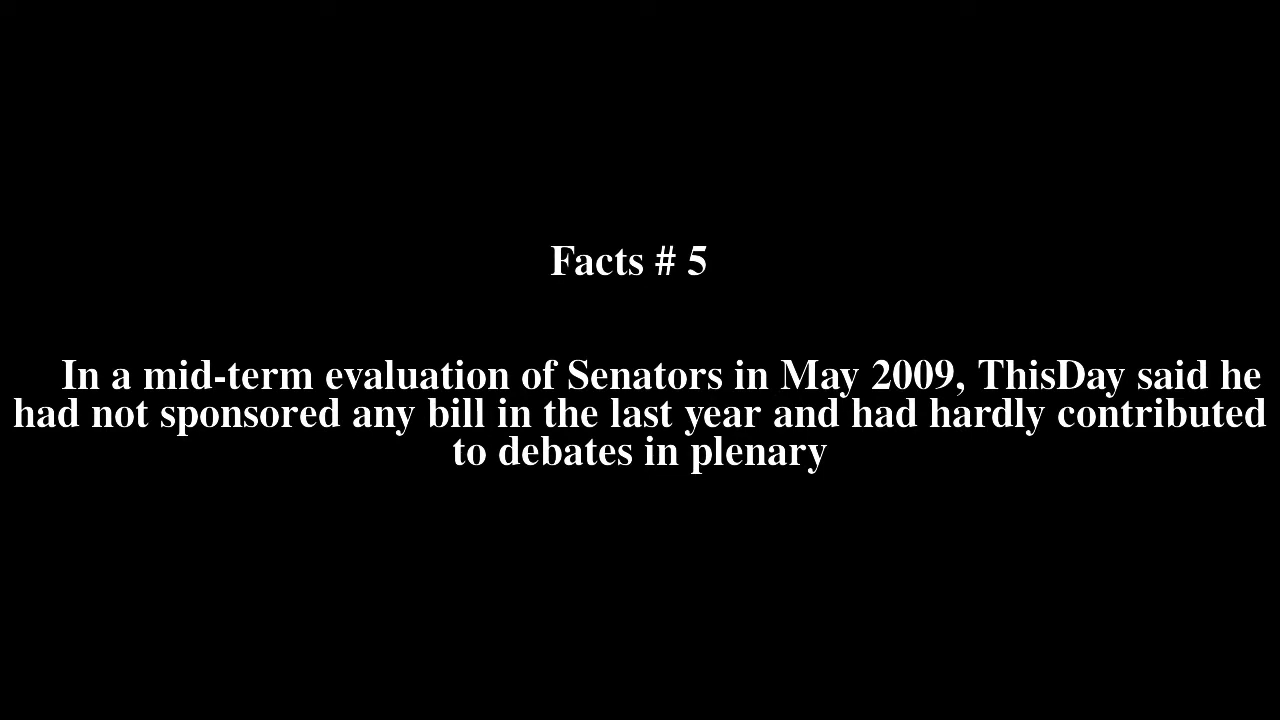 Facts # 5
In a mid-term evaluation of Senators in May 2009, ThisDay said he
had not sponsored any bill in the last year and had hardly contributed
to debates in plenary